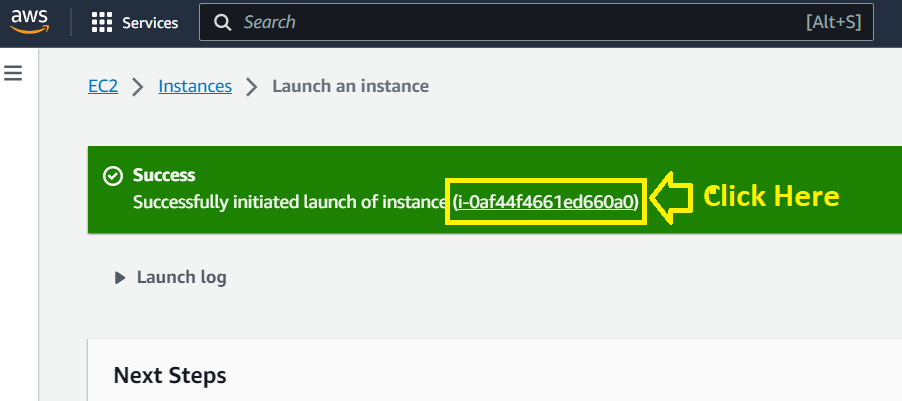 aws Services Search [Alt+S]
EC2 Instances Launch an instance
Success
Successfully initiated launch of instance (i-0af44f4661ed660a0) Click Here
Launch log
Next Steps